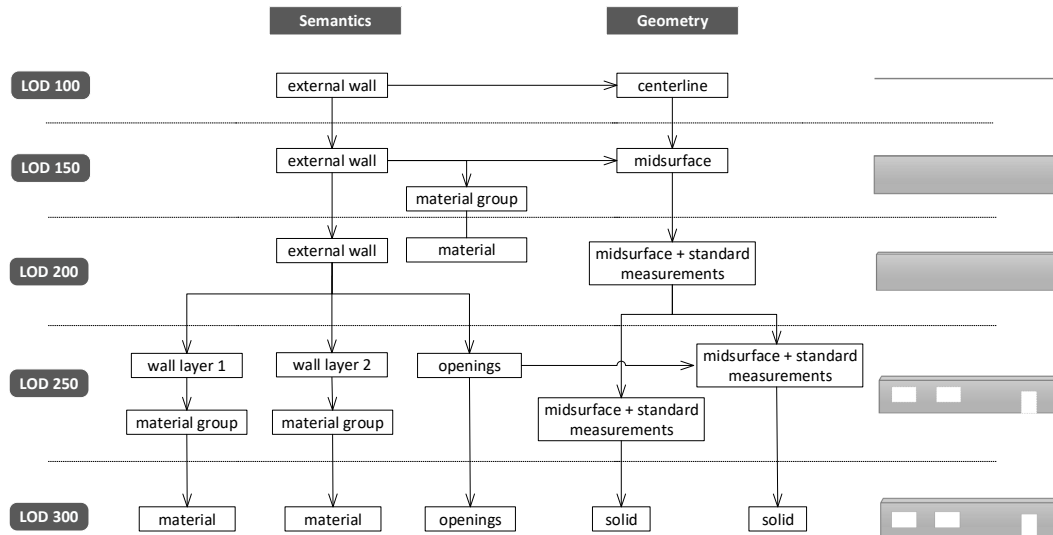 Semantics
Geometry
LOD 100
external wall
centerline
LOD 150
external wall
midsurface
material group
LOD 200
external wall
material
midsurface + standard
measurements
LOD 250
wall layer 1
wall layer 2
openings
midsurface + standard
measurements
material group
material group
midsurface + standard
measurements
LOD 300
material
material
openings
solid
solid